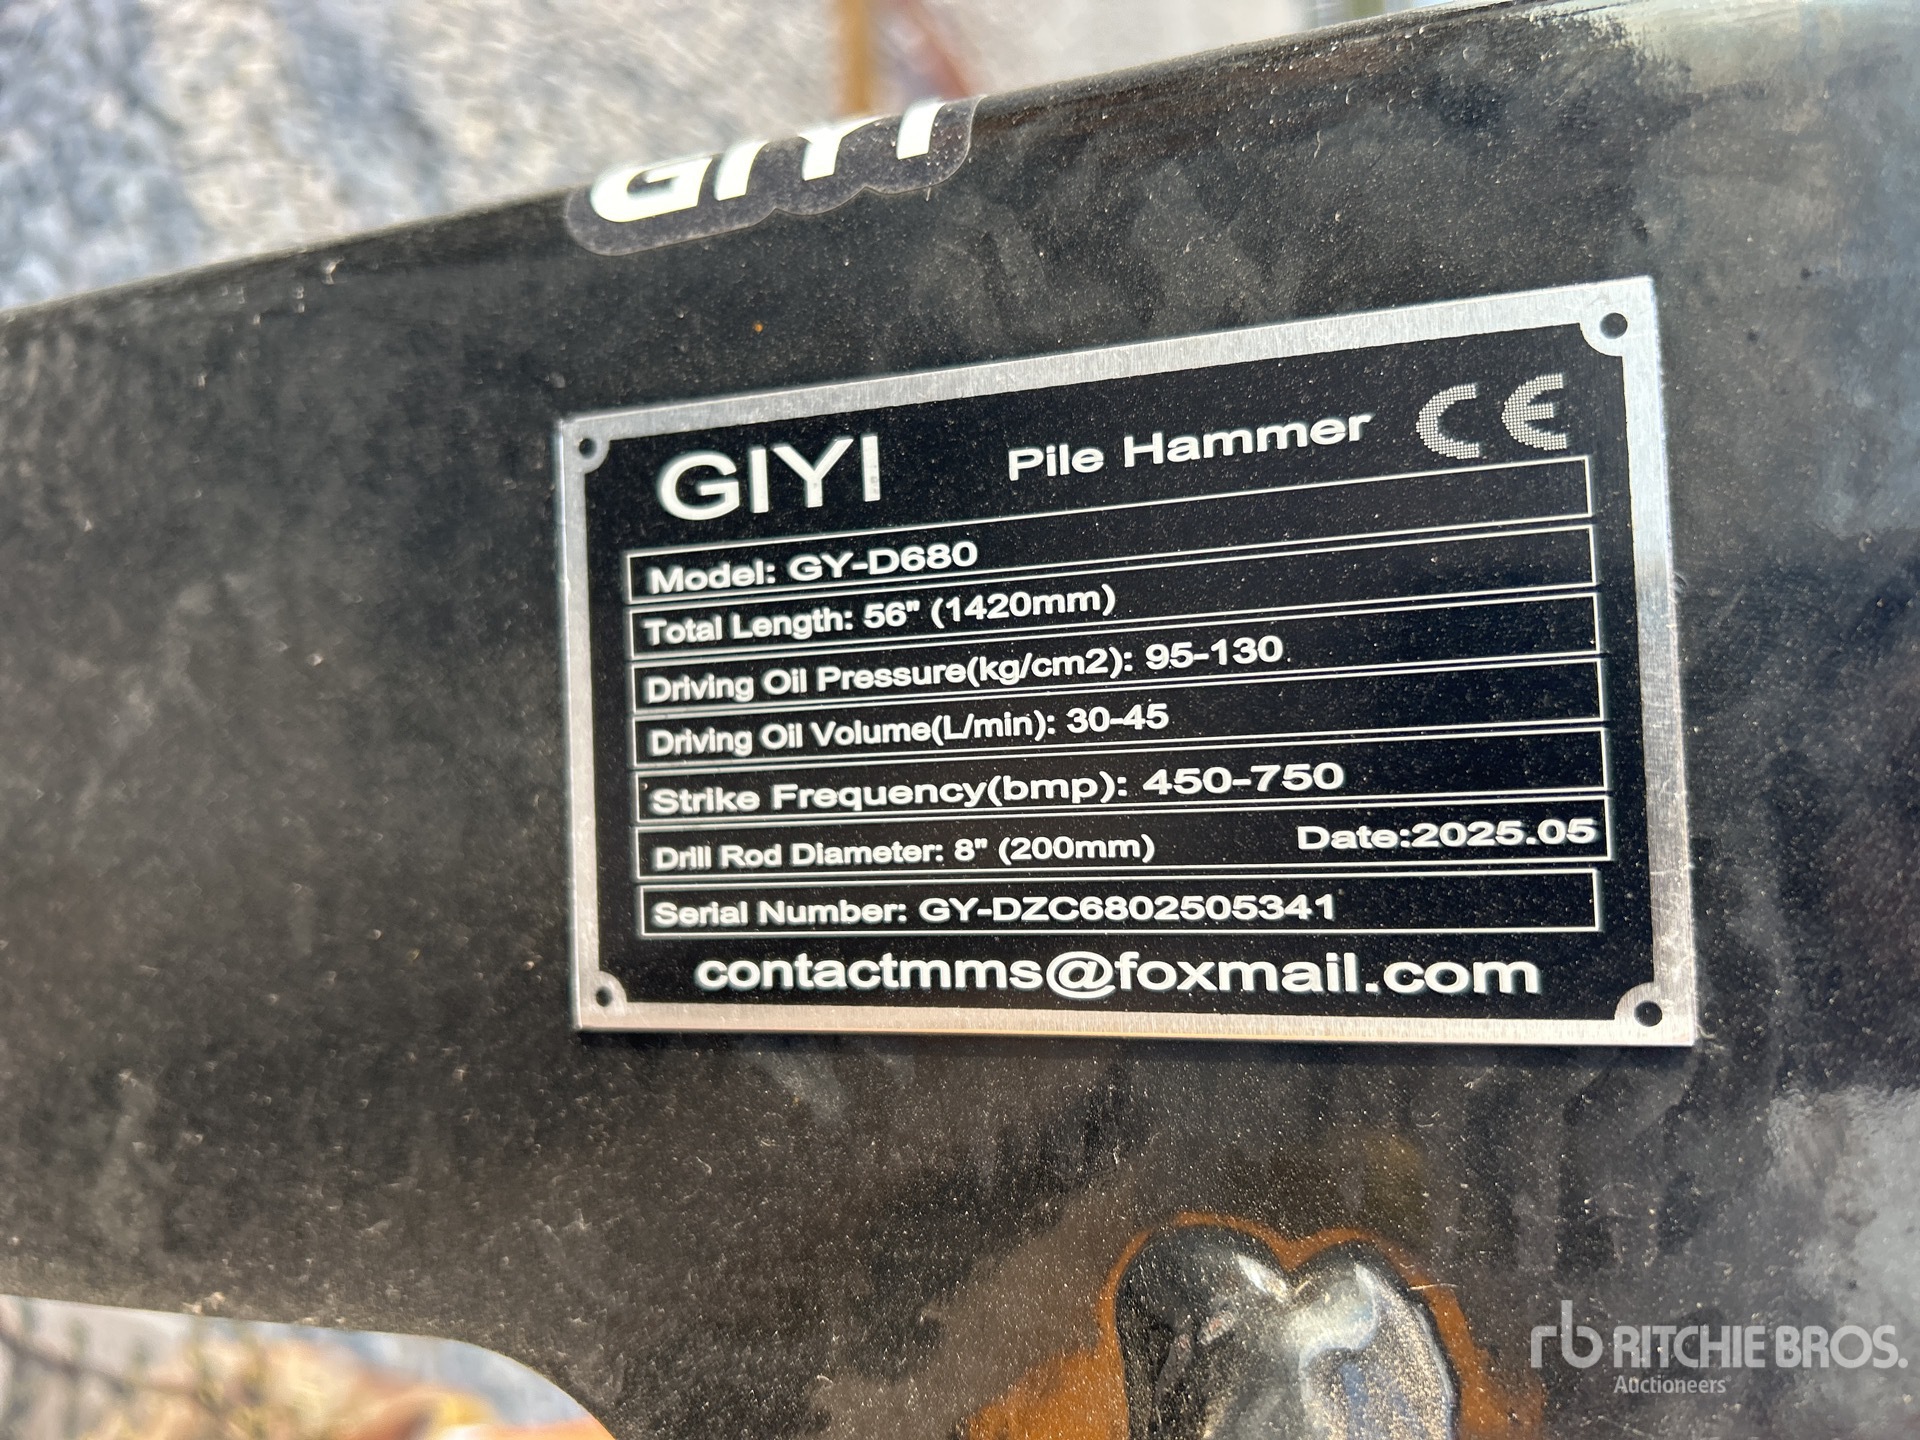 GIYI
GIYI Pile Hammer CE
Model: GY-D680
Total Length: 56" (1420mm)
Driving Oil Pressure(kg/cm2): 95-130
Driving Oil Volume(L/min): 30-45
Strike Frequency(bmp): 450-750
Drill Rod Diameter: 8" (200mm) Date:2025.05
Serial Number: GY-DZC6802505341
contactmms@foxmail.com
rb RITCHIE BROS.
Auctioneers